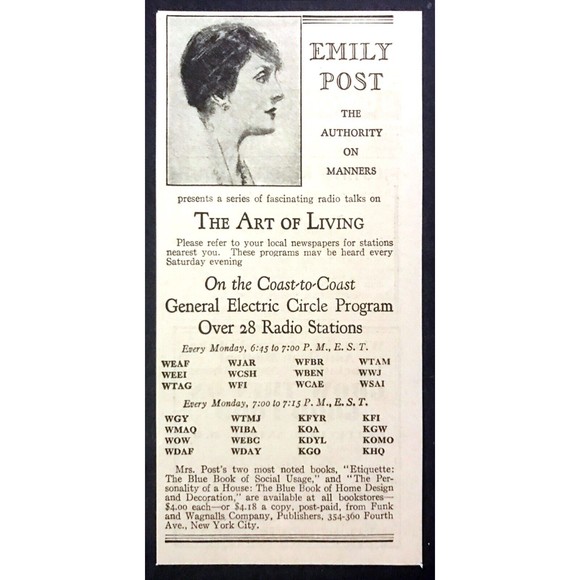 EMILY
POST
THE
AUTHORITY
ON
MANNERS
presents a series of fascinating radio talks on
THE ART OF LIVING
Please refer to your local newspapers for stations
nearest you. These programs may be heard every
Saturday evening
On the Coast-to-Coast
General Electric Circle Program
Over 28 Radio Stations
Every Monday, 6:45 to 7:00 P. M., E. S. T.
WEAF WJAR WFBR WTAM
WEEI WCSH WBEN WWJ
WTAG WFI WCAE WSAI
Every Monday, 7:00 to 7:15 P. M., E. S. T.
WGY WTMJ KFYR KFI
WMAQ WIBA KOA KGW
WOW WEBC KDYL KOMO
WDAF WDAY KGO KHQ
Mrs. Post's two most noted books, "Etiquette:
The Blue Book of Social Usage," and "The Per-
sonality of a House: The Blue Book of Home Design
and Decoration," are available at all bookstores—
$4.00 each—or $4.18 a copy, post-paid, from Funk
and Wagnalls Company, Publishers, 354-360 Fourth
Ave., New York City.